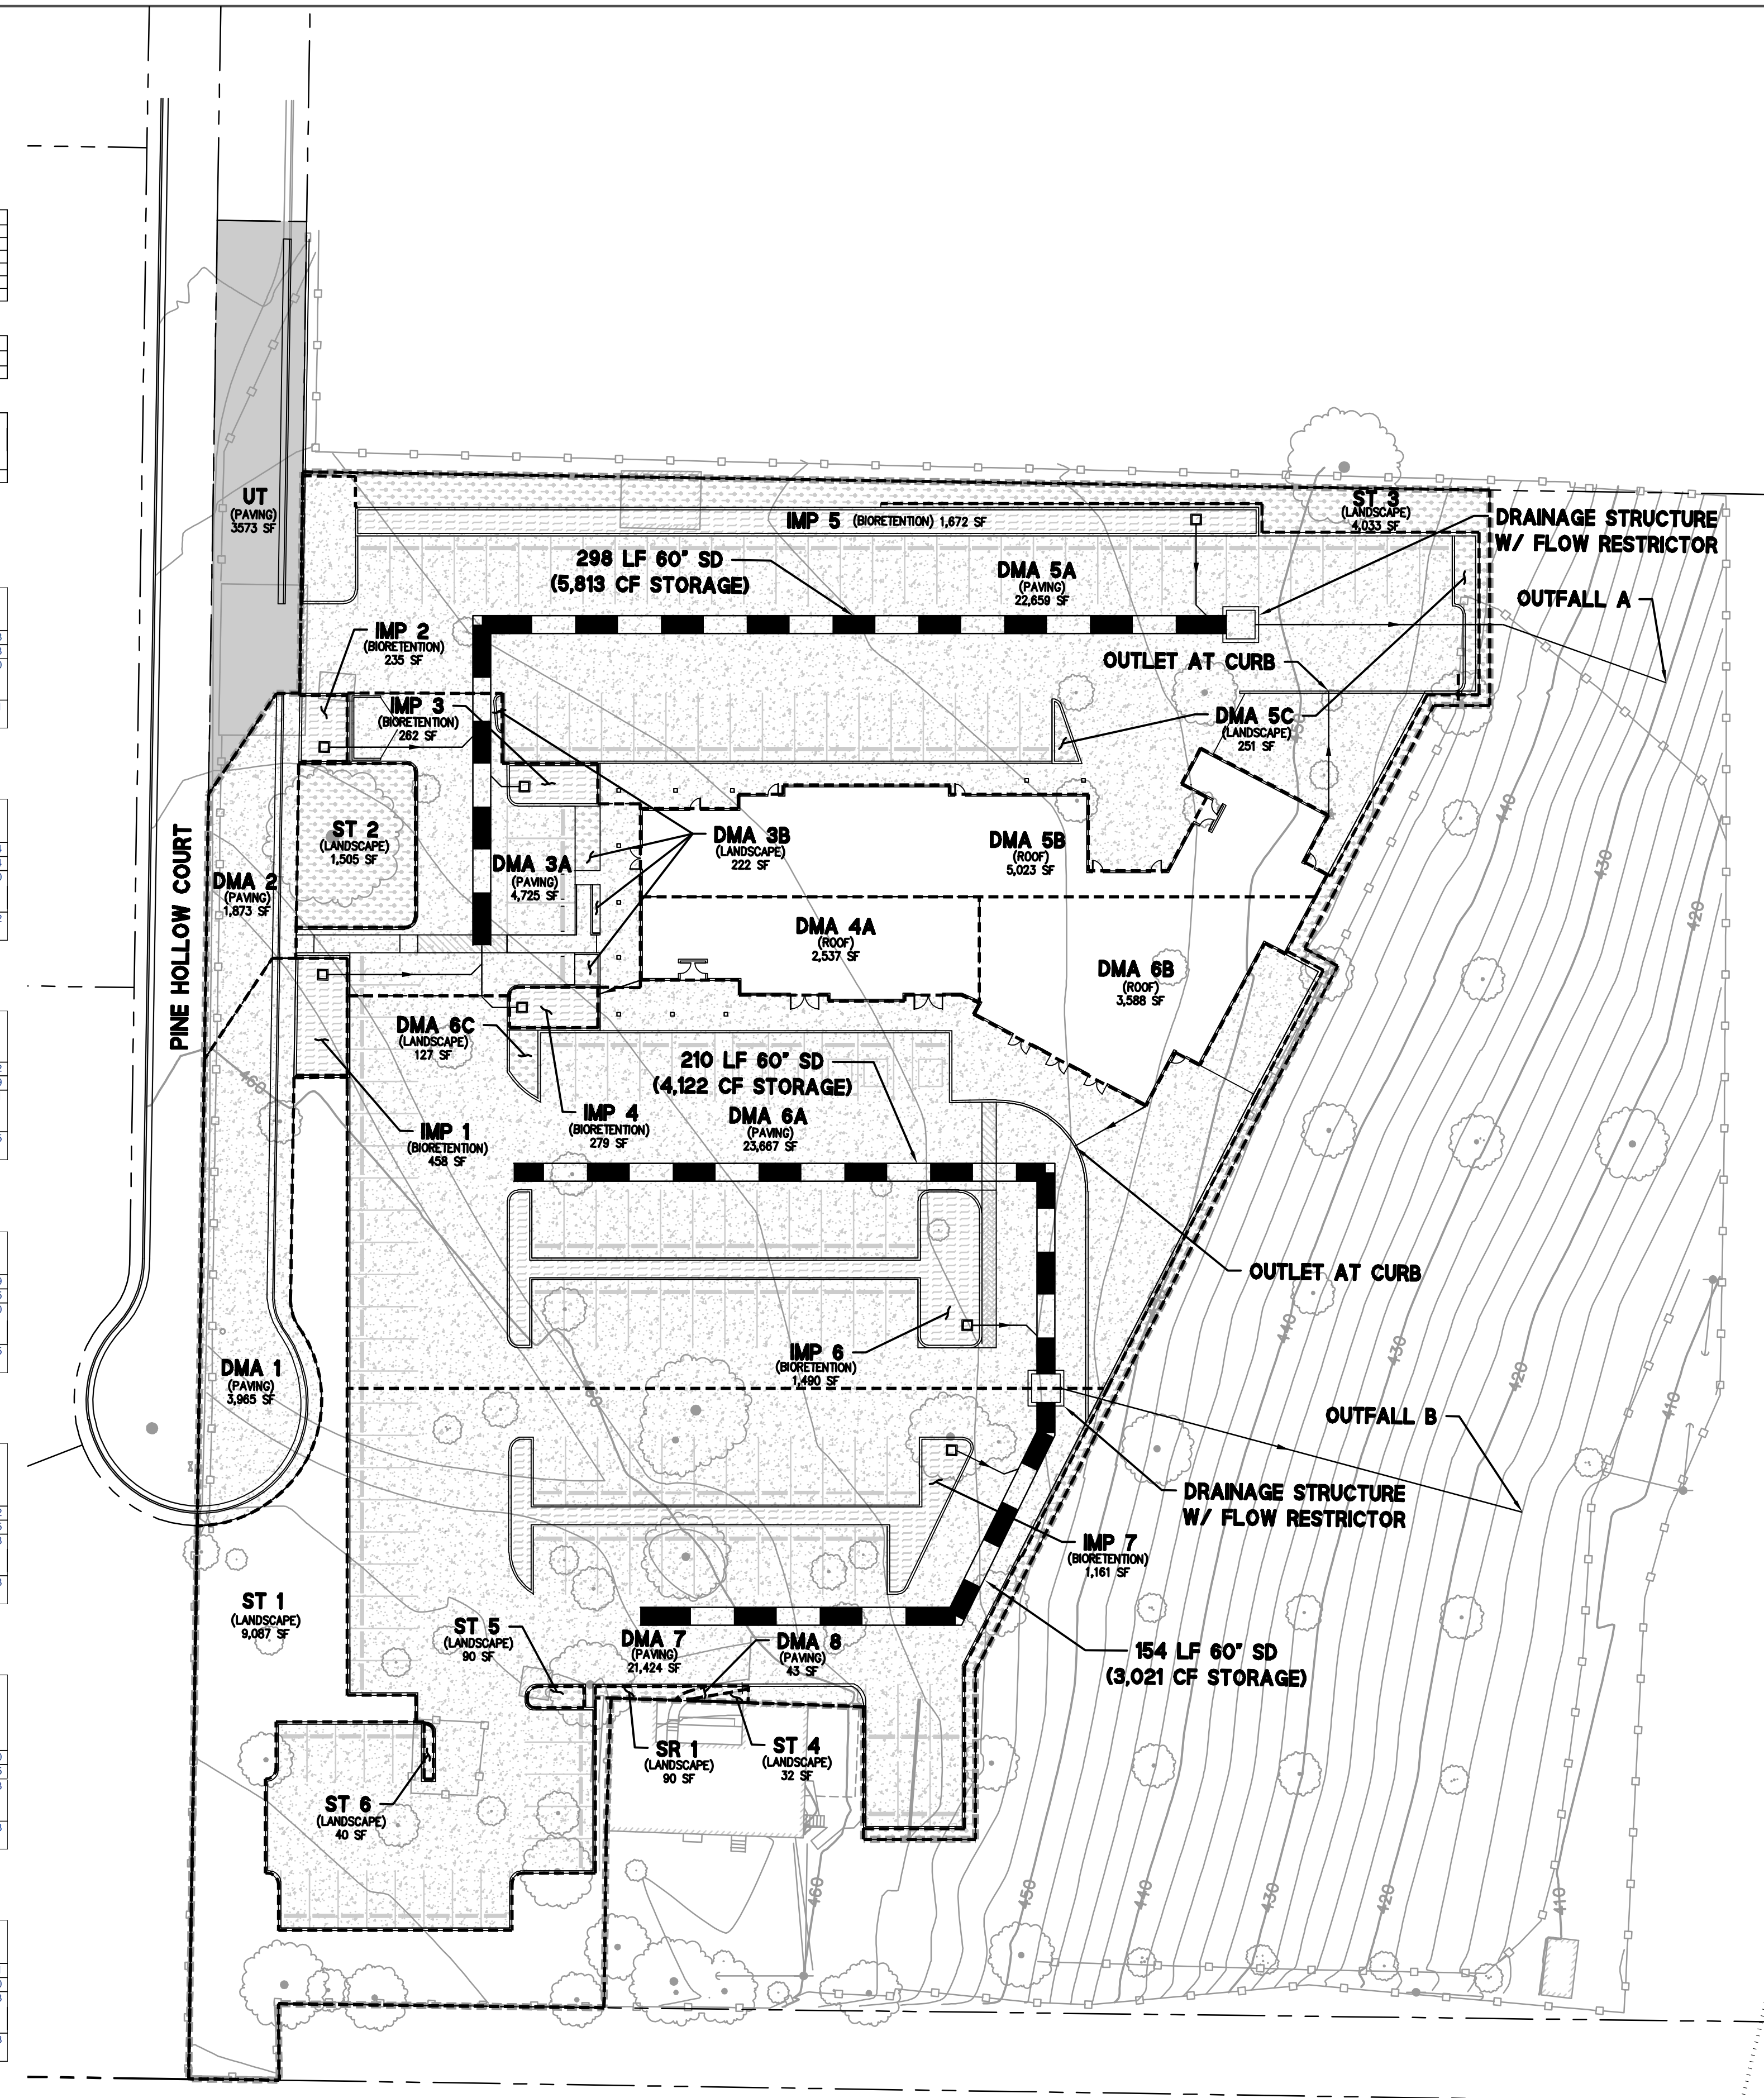 UT
(PAVING)
3573 SF
IMP 5 (BIORETENTION) 1,672 SF
ST 3
(LANDSCAPE)
4,033 SF
DRAINAGE STRUCTURE
W/ FLOW RESTRICTOR
298 LF 60" SD
(5,813 CF STORAGE)
DMA 5A
(PAVING)
22,659 SF
OUTFALL A
IMP 2
(BIORETENTION)
235 SF
OUTLET AT CURB
IMP 3
(BIORETENTION)
262 SF
DMA 5C
(LANDSCAPE)
251 SF
440
430
420
ST 2
(LANDSCAPE)
1,505 SF
DMA 3B
(LANDSCAPE)
222 SF
DMA 5B
(ROOF)
5,023 SF
DMA 3A
(PAVING)
4,725 SF
DMA 2
(PAVING)
1,873 SF
PINE HOLLOW COURT
DMA 4A
(ROOF)
2,537 SF
DMA 6B
(ROOF)
3,588 SF
DMA 6C
(LANDSCAPE)
127 SF
460
210 LF 60" SD
(4,122 CF STORAGE)
IMP 4
(BIORETENTION)
279 SF
DMA 6A
(PAVING)
23,667 SF
IMP 1
(BIORETENTION)
458 SF
OUTLET AT CURB
440
430
420
410
IMP 6
(BIORETENTION)
1,490 SF
DMA 1
(PAVING)
3,965 SF
460
OUTFALL B
DRAINAGE STRUCTURE
W/ FLOW RESTRICTOR
IMP 7
(BIORETENTION)
1,161 SF
ST 1
(LANDSCAPE)
9,087 SF
ST 5
(LANDSCAPE)
90 SF
DMA 7
(PAVING)
21,424 SF
DMA 8
(PAVING)
43 SF
154 LF 60" SD
(3,021 CF STORAGE)
SR 1
(LANDSCAPE)
90 SF
ST 4
(LANDSCAPE)
32 SF
ST 6
(LANDSCAPE)
40 SF
460
450
440
430
420
410